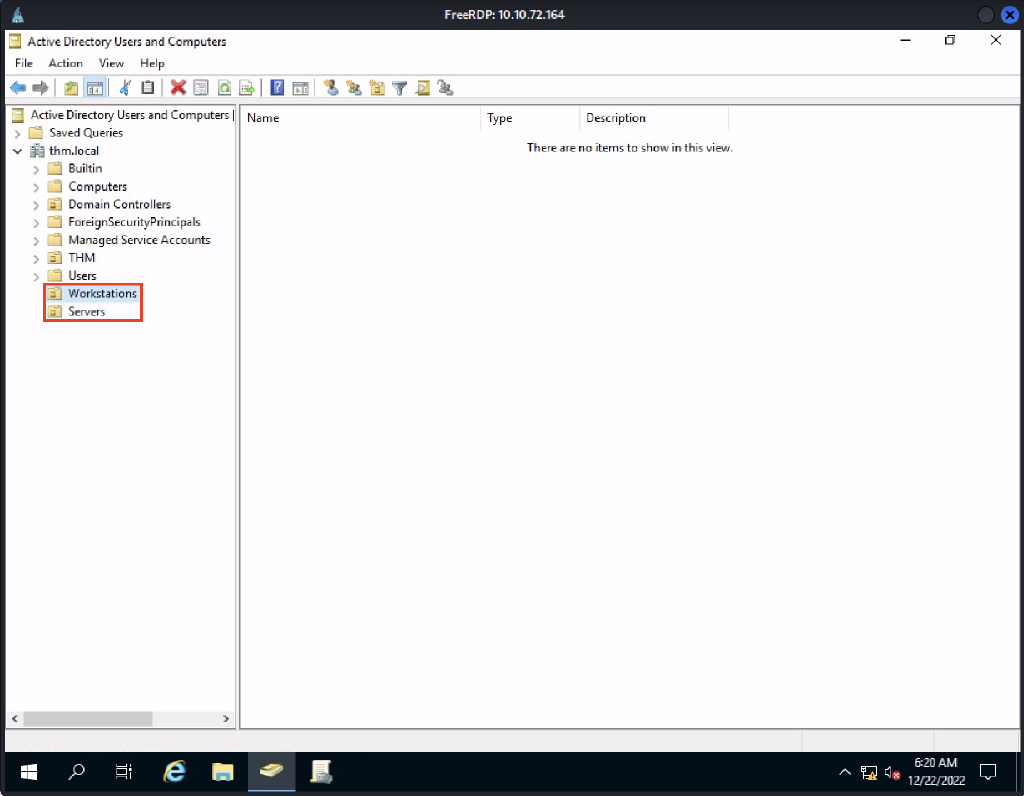 FreeRDP: 10.10.72.164
Active Directory Users and Computers
File Action View Help
Active Directory Users and Computers [
Name Type Description
Saved Queries
There are no items to show in this view.
thm.local
Builtin
Computers
Domain Controllers
ForeignSecurityPrincipals
Managed Service Accounts
THM
Users
Workstations
Servers
6:20 AM
12/22/2022